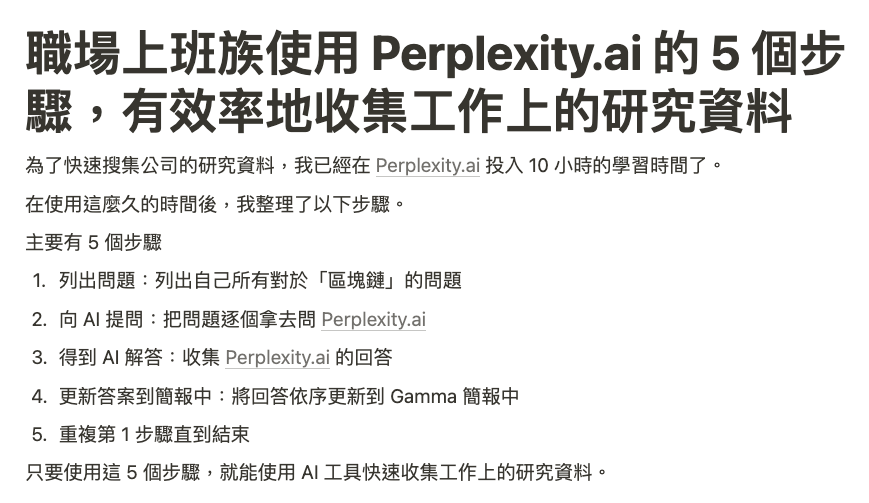 職場上班族使用 Perplexity.ai 的 5 個步
驟，有效率地收集工作上的研究資料
為了快速搜集公司的研究資料，我已經在 Perplexity.ai 投入 10 小時的學習時間了。
在使用這麼久的時間後，我整理了以下步驟。
主要有 5 個步驟
1. 列出問題：列出自己所有對於「區塊鏈」的問題
2. 向 AI 提問：把問題逐個拿去問 Perplexity.ai
3. 得到 AI 解答：收集 Perplexity.ai 的回答
4. 更新答案到簡報中：將回答依序更新到 Gamma 簡報中
5. 重複第 1 步驟直到結束
只要使用這 5 個步驟，就能使用 AI 工具快速收集工作上的研究資料。